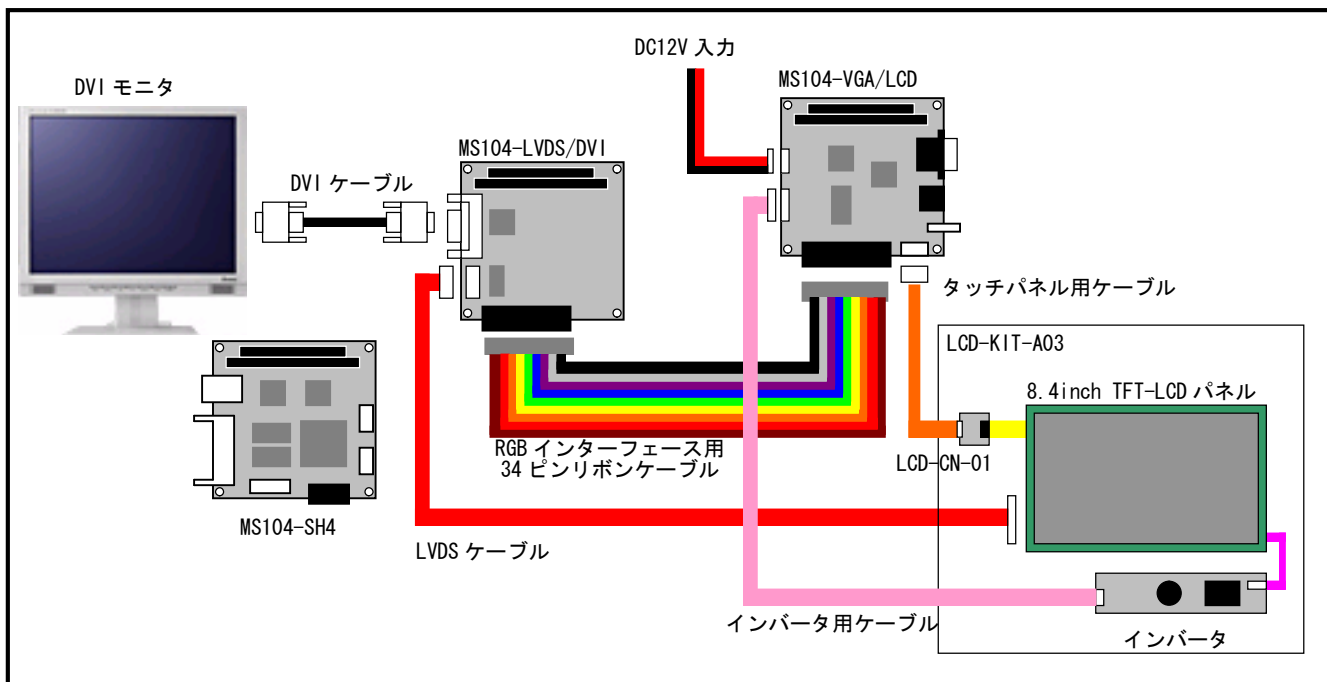 DC12V 入力
DVI モニタ
MS104-VGA/LCD
MS104-LVDS/DVI
DVI ケーブル
タッチパネル用ケーブル
LCD-KIT-A03
8.4inch TFT-LCD パネル
RGB インターフェース用
34 ピンリボンケーブル
LCD-CN-01
MS104-SH4
LVDS ケーブル
インバータ用ケーブル
インバータ